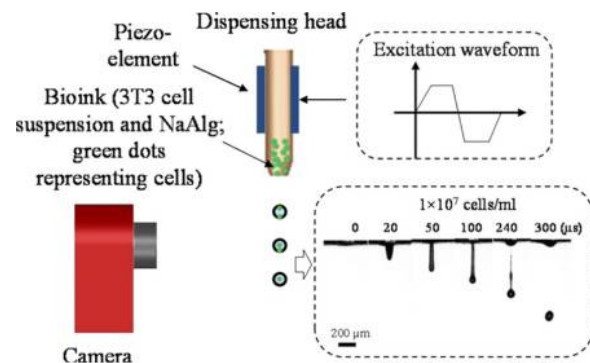 Dispensing head
Piezo-
element
Excitation waveform
Bioink (3T3 cell
suspension and NaAlg;
green dots
representing cells)
1×10⁷ cells/ml
0 20 50 100 240 300 (μs)
200 μm
Camera